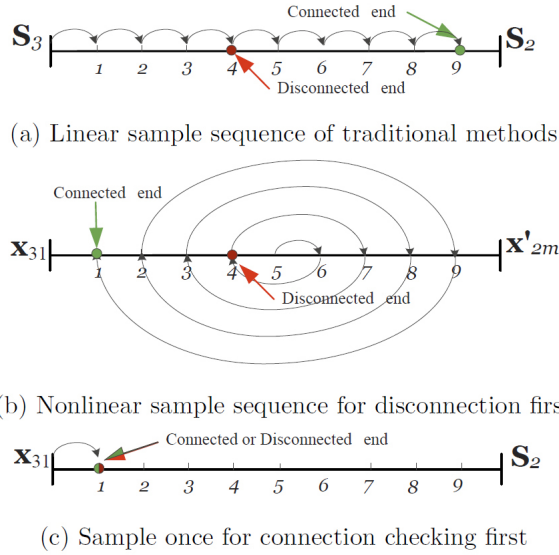 Connected end
S3 S2
1 2 3 4 5 6 7 8 9
Disconnected end
(a) Linear sample sequence of traditional methods
Connected end
x31 x'2m
1 2 3 4 5 6 7 8 9
Disconnected end
(b) Nonlinear sample sequence for disconnection firs
Connected or Disconnected end
x31 S2
1 2 3 4 5 6 7 8 9
(c) Sample once for connection checking first